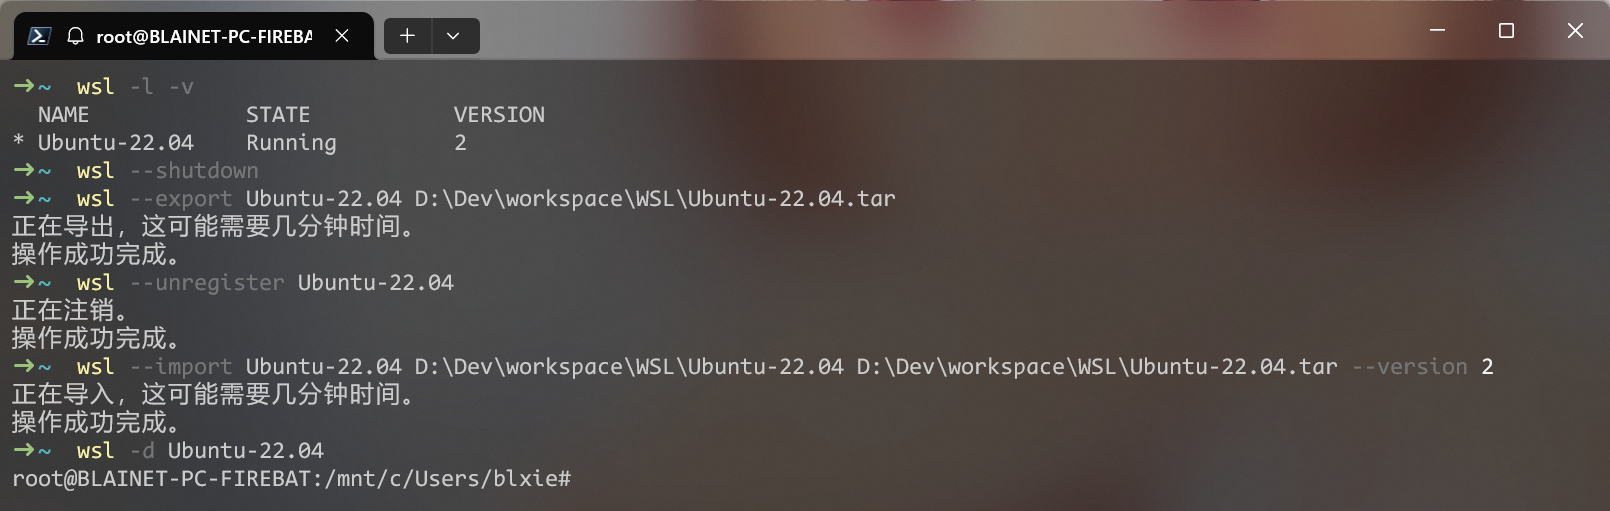 root@BLAINET-PC-FIREBA
→~ wsl -l -v
NAME STATE VERSION
* Ubuntu-22.04 Running 2
→~ wsl --shutdown
→~ wsl --export Ubuntu-22.04 D:\Dev\workspace\WSL\Ubuntu-22.04.tar
正在导出，这可能需要几分钟时间。
操作成功完成。
→~ wsl --unregister Ubuntu-22.04
正在注销。
操作成功完成。
→~ wsl --import Ubuntu-22.04 D:\Dev\workspace\WSL\Ubuntu-22.04 D:\Dev\workspace\WSL\Ubuntu-22.04.tar --version 2
正在导入，这可能需要几分钟时间。
操作成功完成。
→~ wsl -d Ubuntu-22.04
root@BLAINET-PC-FIREBAT:/mnt/c/Users/blxie#